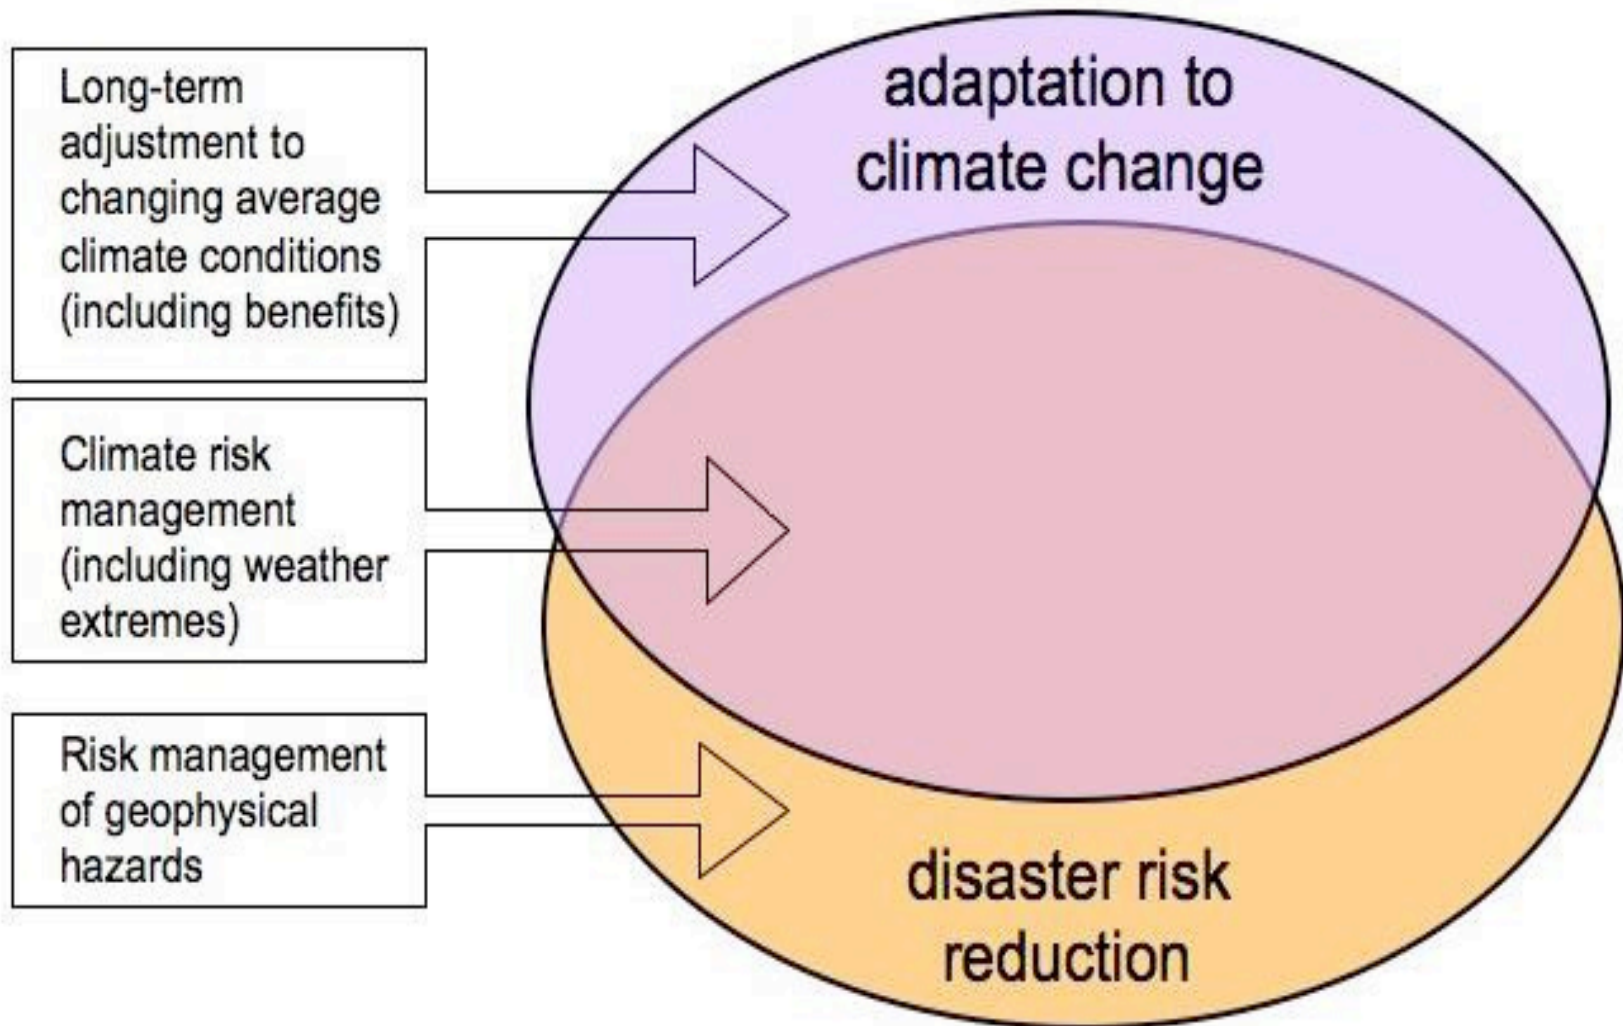 Long-term
adjustment to
changing average
climate conditions
(including benefits)
Climate risk
management
(including weather
extremes)
Risk management
of geophysical
hazards
adaptation to
climate change
disaster risk
reduction